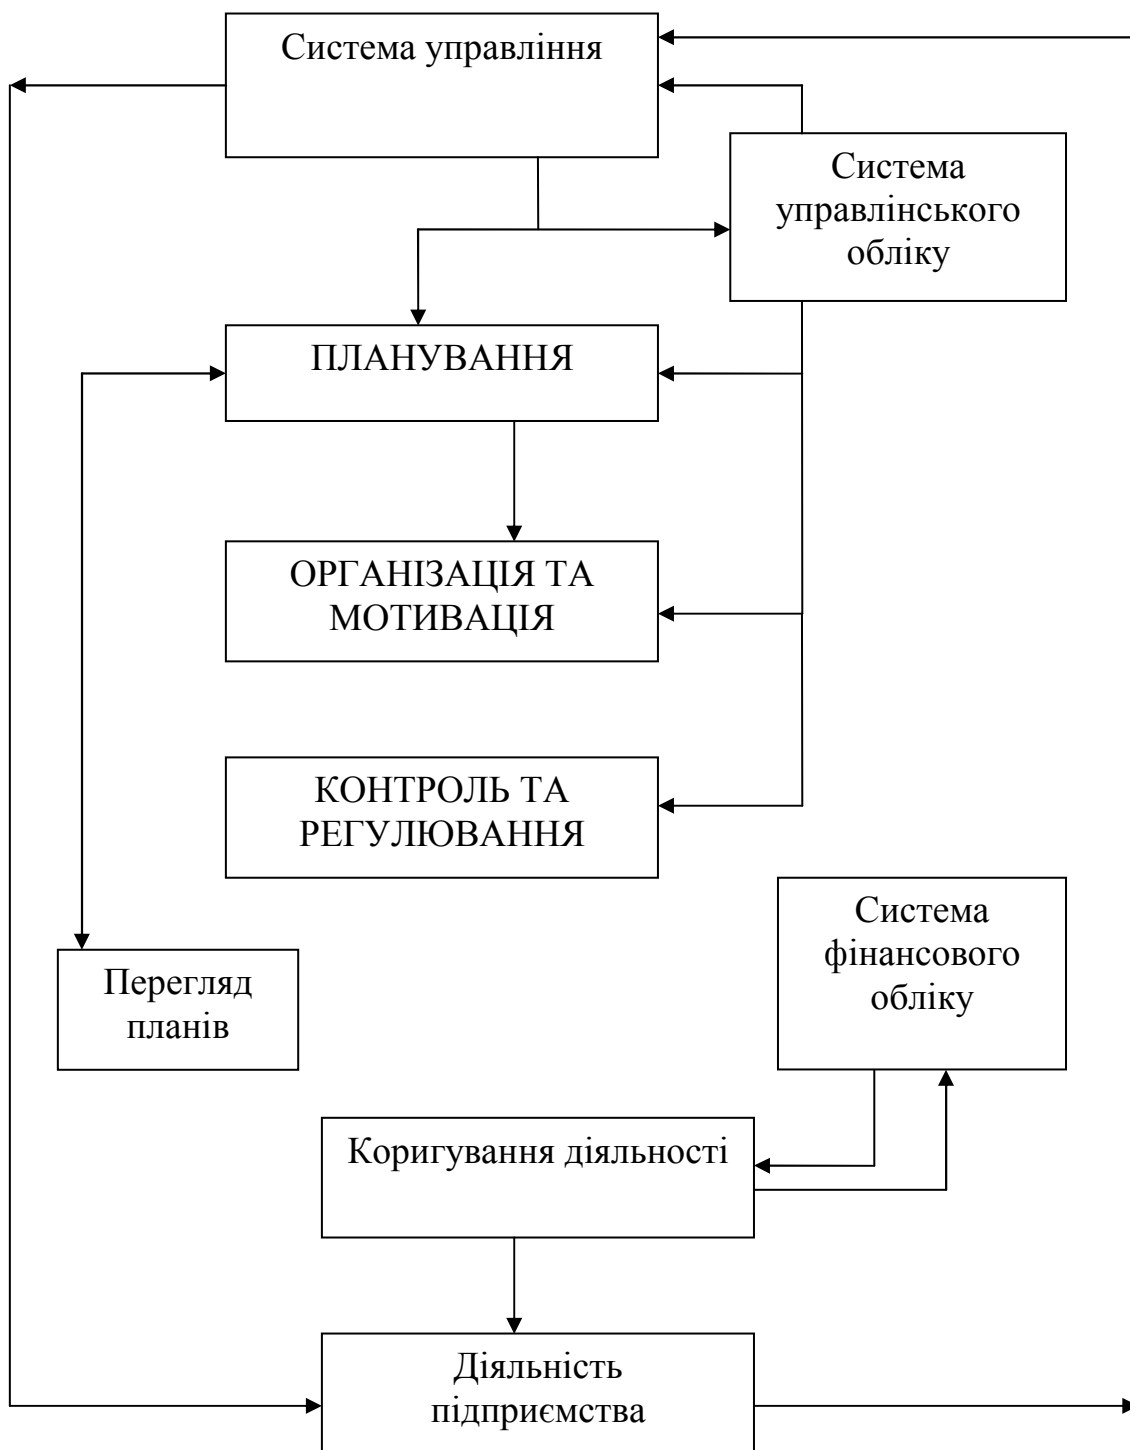 Система управління
Система
управлінського
обліку
ПЛАНУВАННЯ
ОРГАНІЗАЦІЯ ТА
МОТИВАЦІЯ
КОНТРОЛЬ ТА
РЕГУЛЮВАННЯ
Система
фінансового
обліку
Перегляд
планів
Коригування діяльності
Діяльність
підприємства